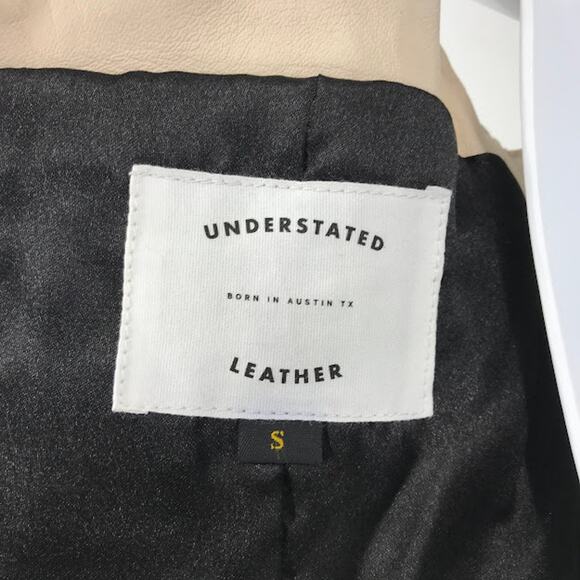 UNDERSTATED
BORN IN AUSTIN TX
LEATHER
S